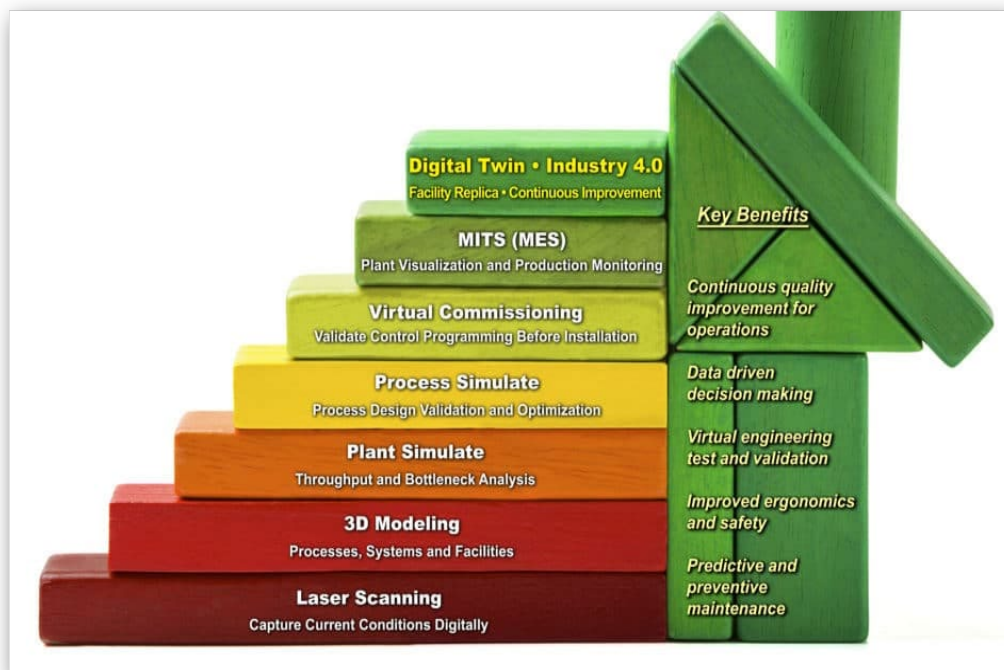 Digital Twin • Industry 4.0
Facility Replica • Continuous Improvement
MITS (MES)
Plant Visualization and Production Monitoring
Virtual Commissioning
Validate Control Programming Before Installation
Process Simulate
Process Design Validation and Optimization
Plant Simulate
Throughput and Bottleneck Analysis
3D Modeling
Processes, Systems and Facilities
Laser Scanning
Capture Current Conditions Digitally
Key Benefits
Continuous quality
improvement for
operations
Data driven
decision making
Virtual engineering
test and validation
Improved ergonomics
and safety
Predictive and
preventive
maintenance